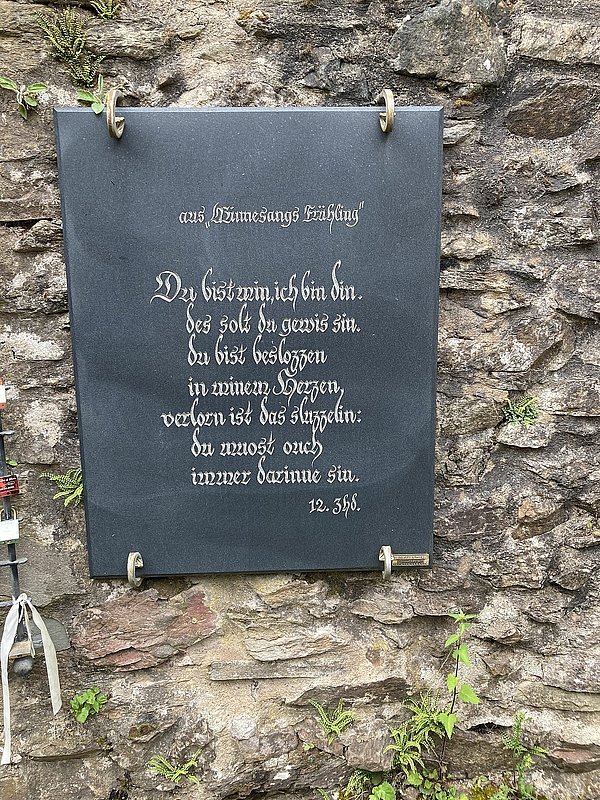 aus „Minnesangs Frühling"
Du bist min, ich bin din.
des solt du gewis sin.
du bist beslozzen
in minem Herzen,
verlorn ist das sluzzelin:
du muost ouch
immer darinne sin.
12. Jhd.